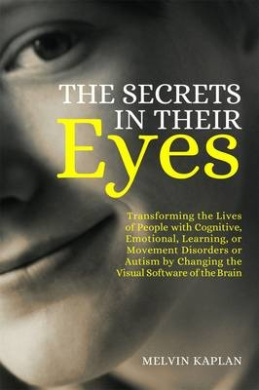 THE SECRETS
IN THEIR
Eyes
Transforming the Lives
of People with Cognitive,
Emotional, Learning, or
Movement Disorders or
Autism by Changing the
Visual Software of the Brain
MELVIN KAPLAN